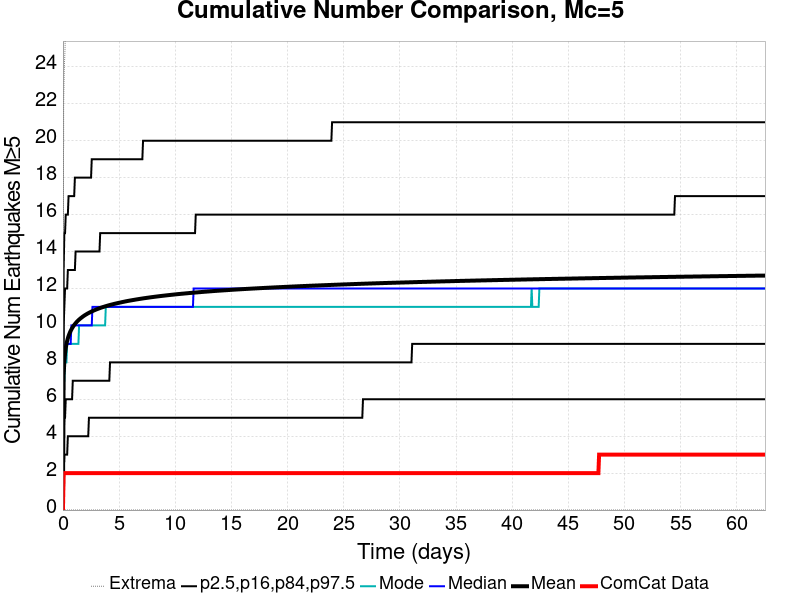 Cumulative Number Comparison, Mc=5
Cumulative Num Earthquakes M≥5
24
22
20
18
16
14
12
10
8
6
4
2
0
0 5 10 15 20 25 30 35 40 45 50 55 60
Time (days)
Extrema p2.5,p16,p84,p97.5 Mode Median Mean ComCat Data